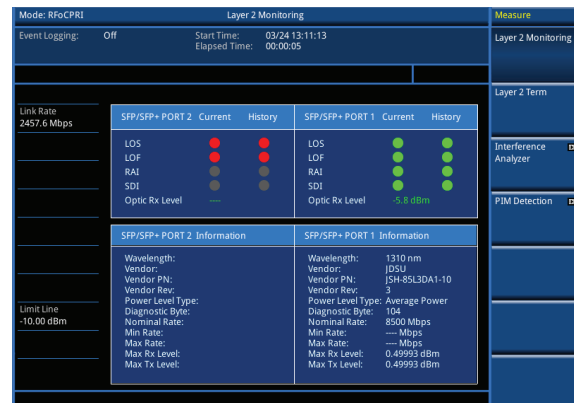 Mode: RFoCPRI Layer 2 Monitoring Measure
Event Logging: Off Start Time: 03/24 13:11:13
Elapsed Time: 00:00:05
Layer 2 Monitoring
Layer 2 Term
Interference
Analyzer
PIM Detection
Link Rate
2457.6 Mbps
Limit Line
-10.00 dBm
SFP/SFP+ PORT 2 Current History
LOS
LOF
RAI
SDI
Optic Rx Level ----
SFP/SFP+ PORT 1 Current History
LOS
LOF
RAI
SDI
Optic Rx Level -5.8 dBm
SFP/SFP+ PORT 2 Information
Wavelength:
Vendor:
Vendor PN:
Vendor Rev:
Power Level Type:
Diagnostic Byte:
Nominal Rate:
Min Rate:
Max Rate:
Max Rx Level:
Max Tx Level:
SFP/SFP+ PORT 1 Information
Wavelength: 1310 nm
Vendor: JDSU
Vendor PN: JSH-85L3DA1-10
Vendor Rev: 3
Power Level Type: Average Power
Diagnostic Byte: 104
Nominal Rate: 8500 Mbps
Min Rate: ---- Mbps
Max Rate: ---- Mbps
Max Rx Level: 0.49993 dBm
Max Tx Level: 0.49993 dBm